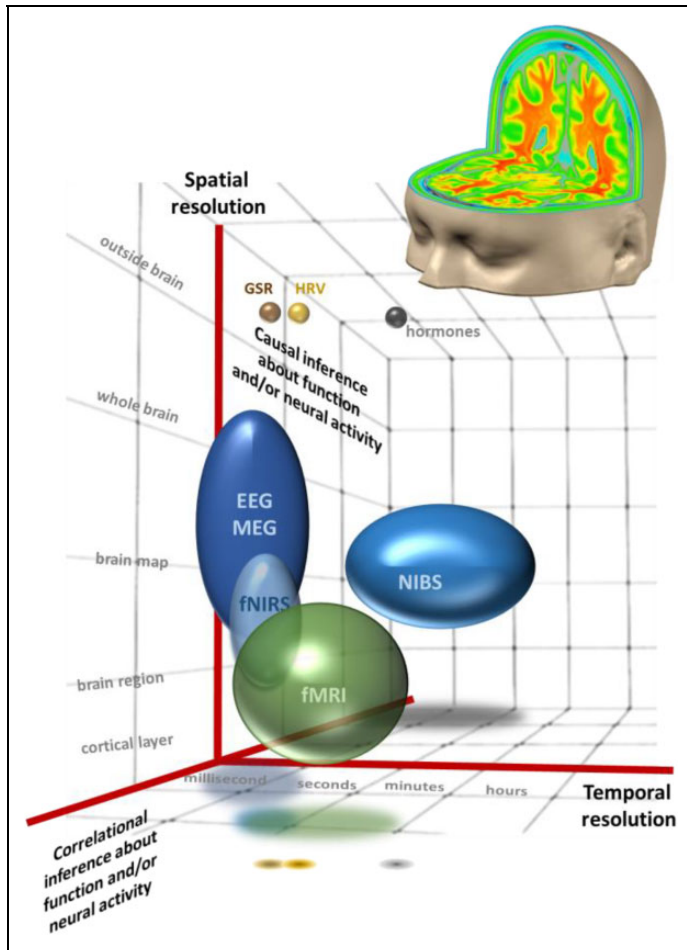 Spatial
resolution
outside brain
GSR HRV
hormones
Causal inference
about function
and/or neural activity
whole brain
EEG
MEG
brain map
NIBS
fNIRS
brain region
fMRI
cortical layer
millisecond seconds minutes hours
Temporal
resolution
Correlational
inference about
function and/or
neural activity